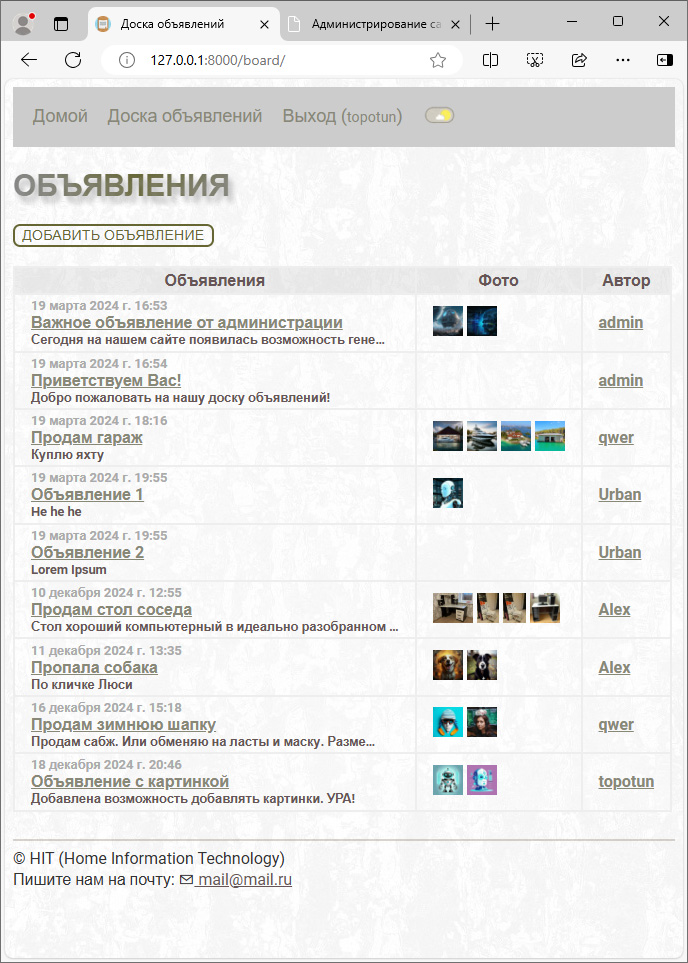 Доска объявлений
Администрирование са
127.0.0.1:8000/board/
Домой Доска объявлений Выход (topotun)
ОБЪЯВЛЕНИЯ
ДОБАВИТЬ ОБЪЯВЛЕНИЕ
Объявления Фото Автор
19 марта 2024 г. 16:53
Важное объявление от администрации admin
Сегодня на нашем сайте появилась возможность гене...
19 марта 2024 г. 16:54
Приветствуем Вас! admin
Добро пожаловать на нашу доску объявлений!
19 марта 2024 г. 18:16
Продам гараж qwer
Куплю яхту
19 марта 2024 г. 19:55
Объявление 1 Urban
He he he
19 марта 2024 г. 19:55
Объявление 2 Urban
Lorem Ipsum
10 декабря 2024 г. 12:55
Продам стол соседа Alex
Стол хороший компьютерный в идеально разобранном ...
11 декабря 2024 г. 13:35
Пропала собака Alex
По кличке Люси
16 декабря 2024 г. 15:18
Продам зимнюю шапку qwer
Продам сабж. Или обменяю на ласты и маску. Разме...
18 декабря 2024 г. 20:46
Объявление с картинкой topotun
Добавлена возможность добавлять картинки. УРА!
© HIT (Home Information Technology)
Пишите нам на почту: mail@mail.ru